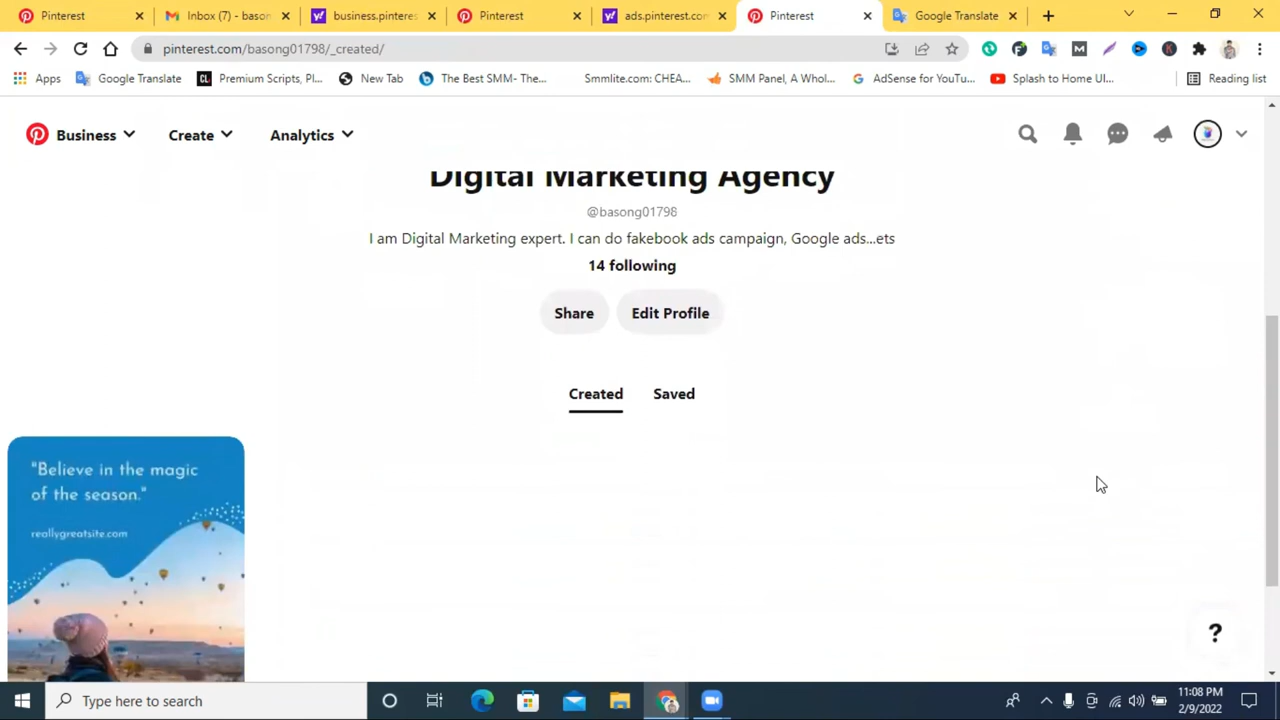 Pinterest
Inbox (7) - bason
business.pinteres
Pinterest
ads.pinterest.com
Pinterest
Google Translate
pinterest.com/basong01798/_created/
Apps
Google Translate
Premium Scripts, Pl...
New Tab
The Best SMM- The...
Smmlite.com: CHEA...
SMM Panel, A Whol...
AdSense for YouTu...
Splash to Home UI...
Reading list
Business
Create
Analytics
Digital Marketing Agency
@basong01798
I am Digital Marketing expert. I can do fakebook ads campaign, Google ads...ets
14 following
Share
Edit Profile
Created
Saved
"Believe in the magic
of the season."
reallygreatsite.com
?
Type here to search
11:08 PM
2/9/2022